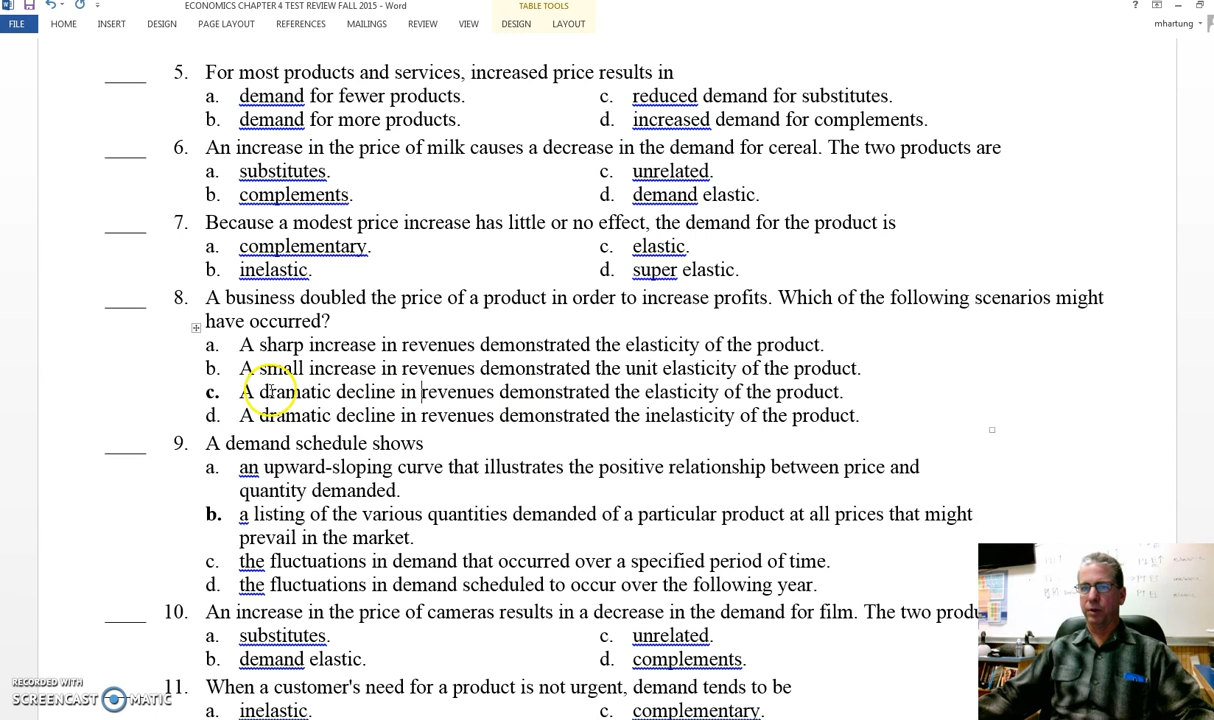 ECONOMICS CHAPTER 4 TEST REVIEW FALL 2015 - Word
TABLE TOOLS
?
FILE HOME INSERT DESIGN PAGE LAYOUT REFERENCES MAILINGS REVIEW VIEW DESIGN LAYOUT mhartung
5. For most products and services, increased price results in
a. demand for fewer products. c. reduced demand for substitutes.
b. demand for more products. d. increased demand for complements.
6. An increase in the price of milk causes a decrease in the demand for cereal. The two products are
a. substitutes. c. unrelated.
b. complements. d. demand elastic.
7. Because a modest price increase has little or no effect, the demand for the product is
a. complementary. c. elastic.
b. inelastic. d. super elastic.
8. A business doubled the price of a product in order to increase profits. Which of the following scenarios might
have occurred?
a. A sharp increase in revenues demonstrated the elasticity of the product.
b. A small increase in revenues demonstrated the unit elasticity of the product.
c. A dramatic decline in revenues demonstrated the elasticity of the product.
d. A dramatic decline in revenues demonstrated the inelasticity of the product.
9. A demand schedule shows
a. an upward-sloping curve that illustrates the positive relationship between price and
quantity demanded.
b. a listing of the various quantities demanded of a particular product at all prices that might
prevail in the market.
c. the fluctuations in demand that occurred over a specified period of time.
d. the fluctuations in demand scheduled to occur over the following year.
10. An increase in the price of cameras results in a decrease in the demand for film. The two produ
a. substitutes. c. unrelated.
b. demand elastic. d. complements.
11. When a customer's need for a product is not urgent, demand tends to be
a. inelastic. c. complementary.
RECORDED WITH
SCREENCAST MATIC